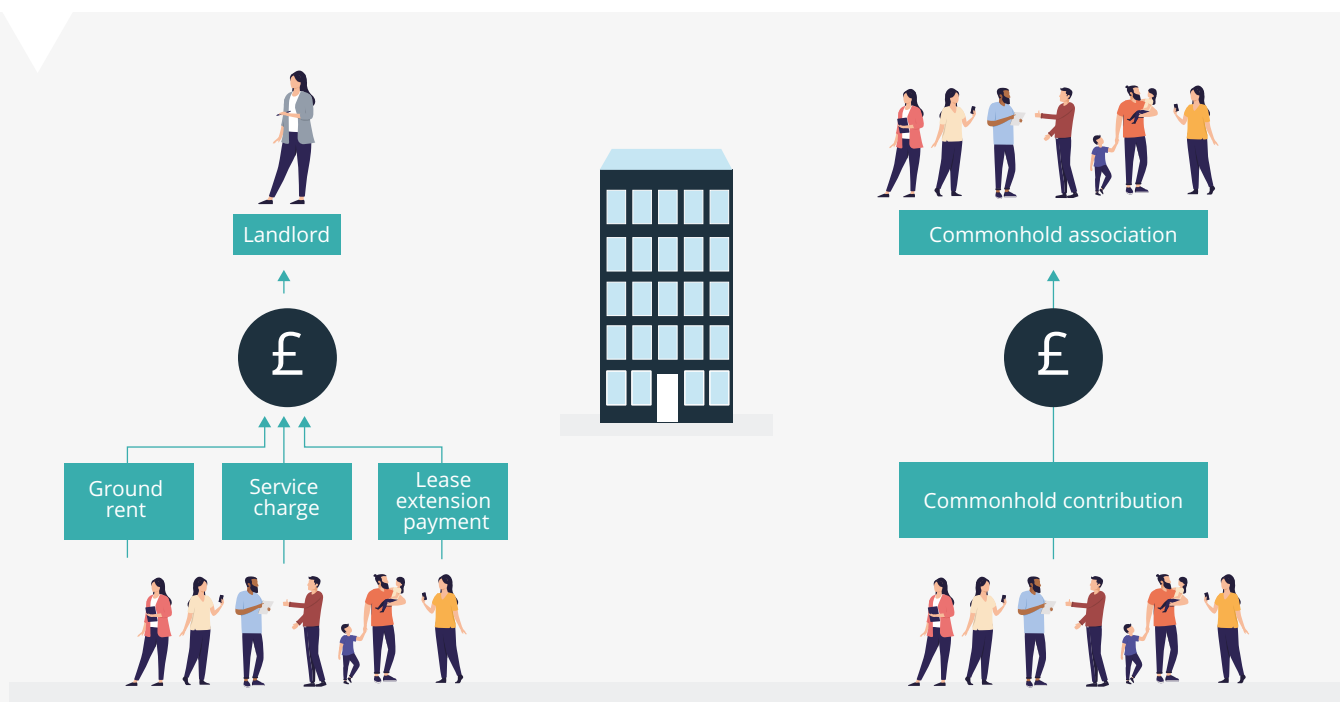 Landlord
£
Ground
rent
Service
charge
Lease
extension
payment
Commonhold association
£
Commonhold contribution